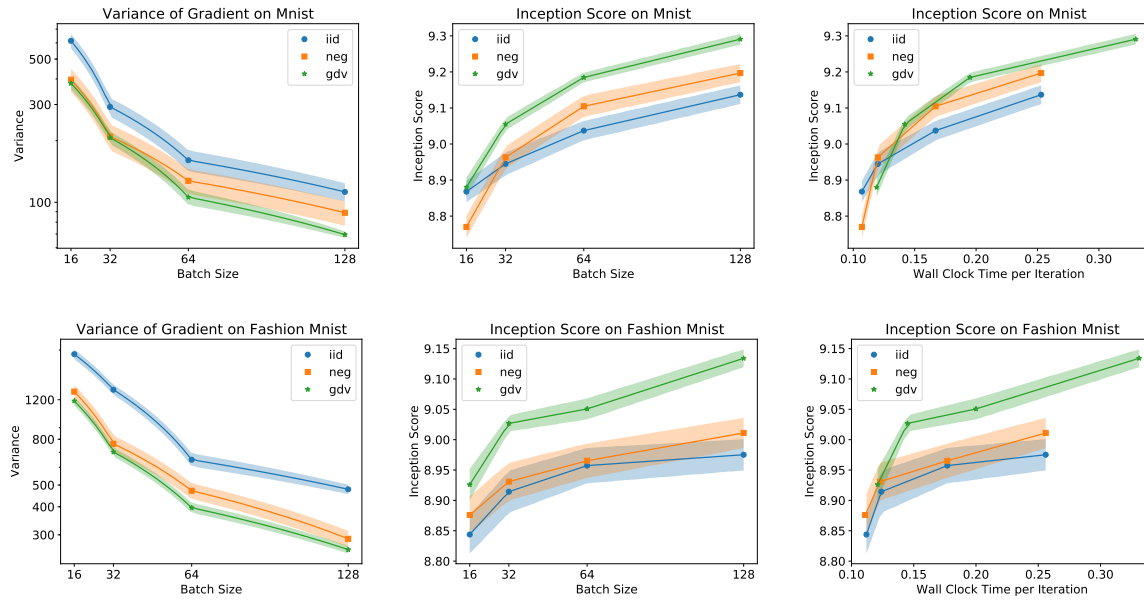 Variance of Gradient on Mnist
500
300
100
Variance
iid
neg
gdv
16 32 64 128
Batch Size
Inception Score on Mnist
9.3
9.2
9.1
9.0
8.9
8.8
Inception Score
iid
neg
gdv
16 32 64 128
Batch Size
Inception Score on Mnist
9.3
9.2
9.1
9.0
8.9
8.8
Inception Score
iid
neg
gdv
0.10 0.15 0.20 0.25 0.30
Wall Clock Time per Iteration
Variance of Gradient on Fashion Mnist
1200
800
500
400
300
Variance
iid
neg
gdv
16 32 64 128
Batch Size
Inception Score on Fashion Mnist
9.15
9.10
9.05
9.00
8.95
8.90
8.85
8.80
Inception Score
iid
neg
gdv
16 32 64 128
Batch Size
Inception Score on Fashion Mnist
9.15
9.10
9.05
9.00
8.95
8.90
8.85
8.80
Inception Score
iid
neg
gdv
0.10 0.15 0.20 0.25 0.30
Wall Clock Time per Iteration